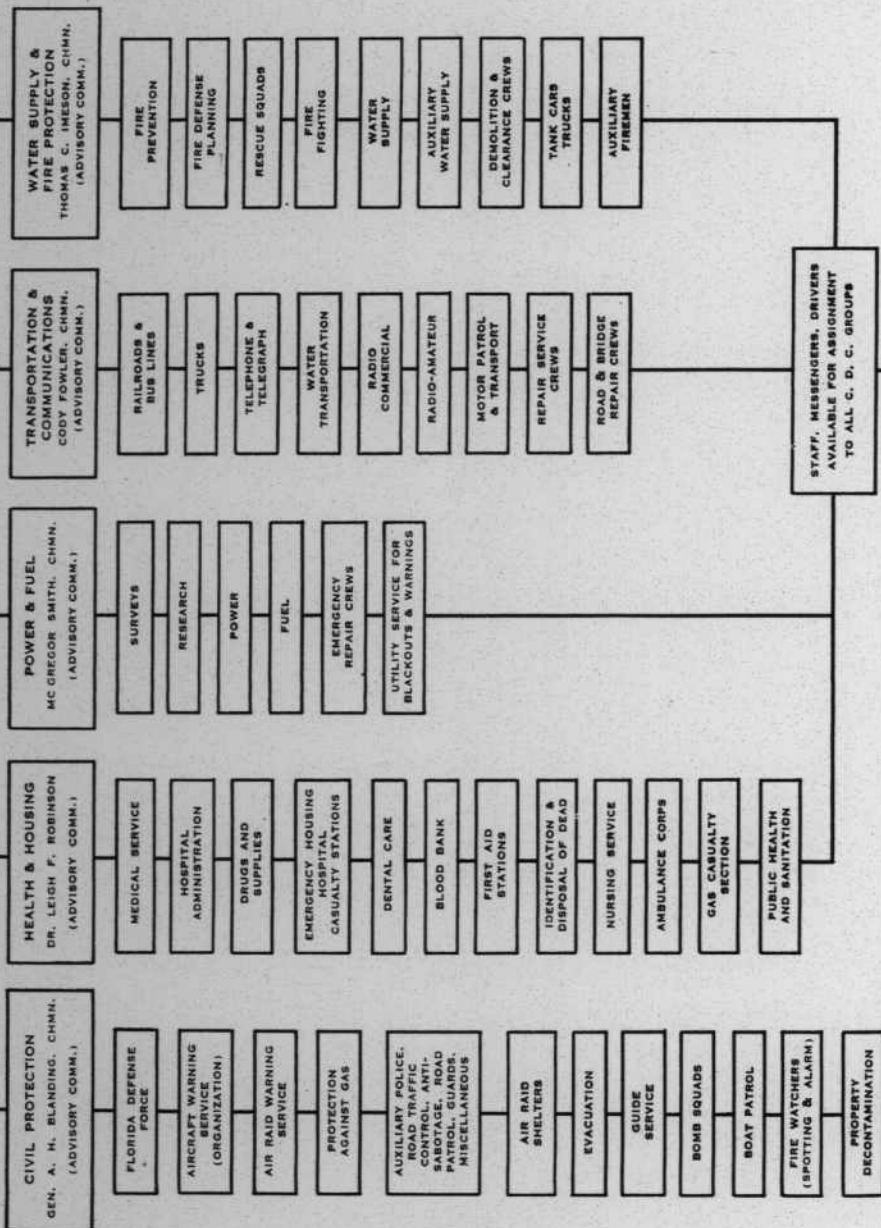 CIVIL PROTECTION
GEN. A. H. BLANDING, CHMN.
(ADVISORY COMM.)
FLORIDA DEFENSE
FORCE
AIRCRAFT WARNING
SERVICE
(ORGANIZATION)
AIR RAID WARNING
SERVICE
PROTECTION
AGAINST GAS
AUXILIARY POLICE,
ROAD TRAFFIC
CONTROL, ANTI-
SABOTAGE, ROAD
PATROL, GUARDS,
MISCELLANEOUS
AIR RAID
SHELTERS
EVACUATION
GUIDE
SERVICE
BOMB SQUADS
BOAT PATROL
FIRE WATCHERS
(SPOTTING & ALARM)
PROPERTY
DECONTAMINATION
HEALTH & HOUSING
DR. LEIGH F. ROBINSON
(ADVISORY COMM.)
MEDICAL SERVICE
HOSPITAL
ADMINISTRATION
DRUGS AND
SUPPLIES
EMERGENCY HOUSING
HOSPITAL
CASUALTY STATIONS
DENTAL CARE
BLOOD BANK
FIRST AID
STATIONS
IDENTIFICATION &
DISPOSAL OF DEAD
NURSING SERVICE
AMBULANCE CORPS
GAS CASUALTY
SECTION
PUBLIC HEALTH
AND SANITATION
POWER & FUEL
MC GREGOR SMITH, CHMN.
(ADVISORY COMM.)
SURVEYS
RESEARCH
POWER
FUEL
EMERGENCY
REPAIR CREWS
UTILITY SERVICE FOR
BLACKOUTS & WARNINGS
TRANSPORTATION &
COMMUNICATIONS
CODY FOWLER, CHMN.
(ADVISORY COMM.)
RAILROADS &
BUS LINES
TRUCKS
TELEPHONE &
TELEGRAPH
WATER
TRANSPORTATION
RADIO
COMMERCIAL
RADIO-AMATEUR
MOTOR PATROL
& TRANSPORT
REPAIR SERVICE
CREWS
ROAD & BRIDGE
REPAIR CREWS
WATER SUPPLY &
FIRE PROTECTION
THOMAS C. IMESON, CHMN.
(ADVISORY COMM.)
FIRE
PREVENTION
FIRE DEFENSE
PLANNING
RESCUE SQUADS
FIRE
FIGHTING
WATER
SUPPLY
AUXILIARY
WATER SUPPLY
DEMOLITION &
CLEARANCE CREWS
TANK CARS
TRUCKS
AUXILIARY
FIREMEN
STAFF, MESSENGERS, DRIVERS
AVAILABLE FOR ASSIGNMENT
TO ALL C. D. C. GROUPS